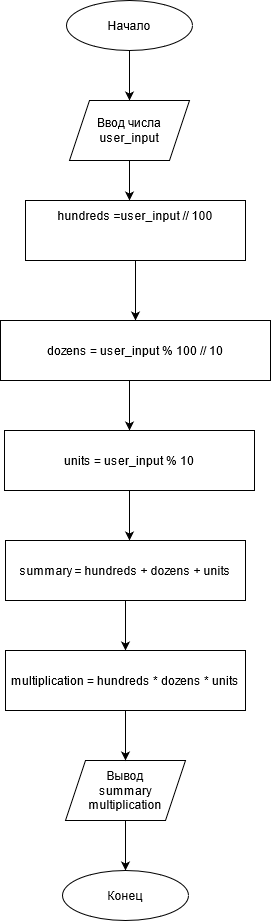 Начало
Ввод числа
user_input
hundreds =user_input // 100
dozens = user_input % 100 // 10
units = user_input % 10
summary = hundreds + dozens + units
multiplication = hundreds * dozens * units
Вывод
summary
multiplication
Конец